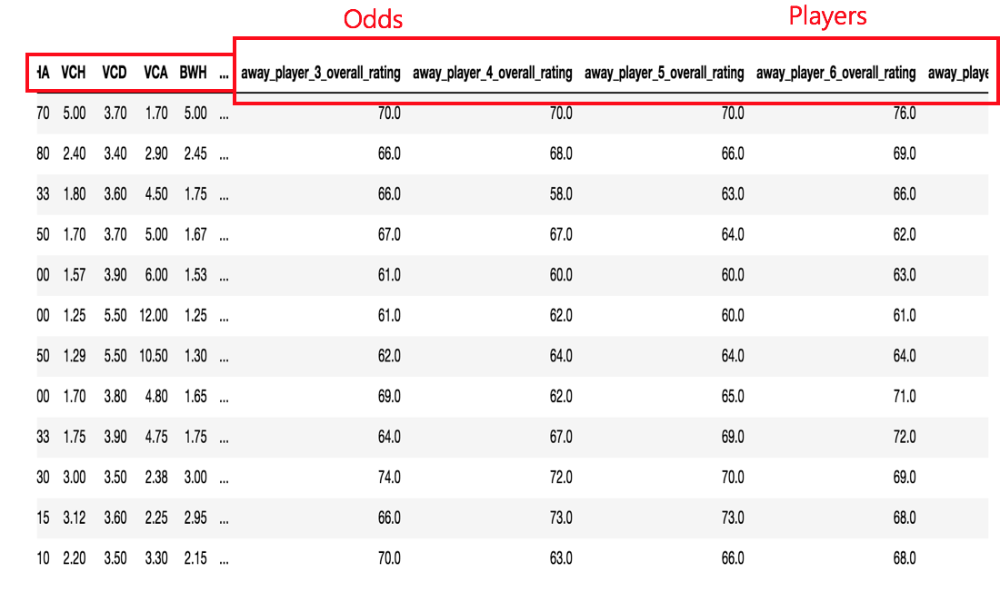 Odds Players
HA VCH VCD VCA BWH ... away_player_3_overall_rating away_player_4_overall_rating away_player_5_overall_rating away_player_6_overall_rating away_playe
70 5.00 3.70 1.70 5.00 ... 70.0 70.0 70.0 76.0
80 2.40 3.40 2.90 2.45 ... 66.0 68.0 66.0 69.0
33 1.80 3.60 4.50 1.75 ... 66.0 58.0 63.0 66.0
50 1.70 3.70 5.00 1.67 ... 67.0 67.0 64.0 62.0
00 1.57 3.90 6.00 1.53 ... 61.0 60.0 60.0 63.0
00 1.25 5.50 12.00 1.25 ... 61.0 62.0 60.0 61.0
50 1.29 5.50 10.50 1.30 ... 62.0 64.0 64.0 64.0
00 1.70 3.80 4.80 1.65 ... 69.0 62.0 65.0 71.0
33 1.75 3.90 4.75 1.75 ... 64.0 67.0 69.0 72.0
30 3.00 3.50 2.38 3.00 ... 74.0 72.0 70.0 69.0
15 3.12 3.60 2.25 2.95 ... 66.0 73.0 73.0 68.0
10 2.20 3.50 3.30 2.15 ... 70.0 63.0 66.0 68.0